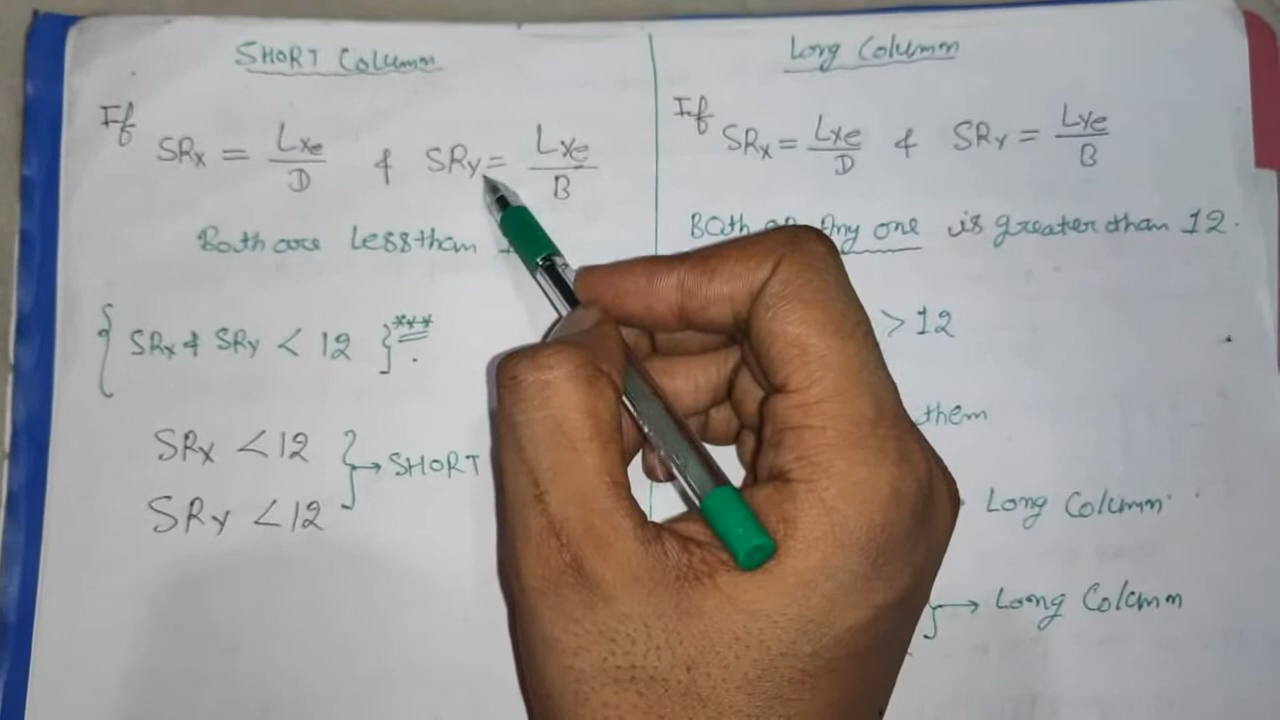 SHORT Column
If SRx = Lxe/D & SRy = Lye/B
Both are Less than
{ SRx & SRy < 12 } ***
SRx < 12
SRy < 12
→ SHORT
Long Column
If SRx = Lxe/D & SRy = Lye/B
Both or Any one is greater than 12.
> 12
them
Long Column
→ Long Column